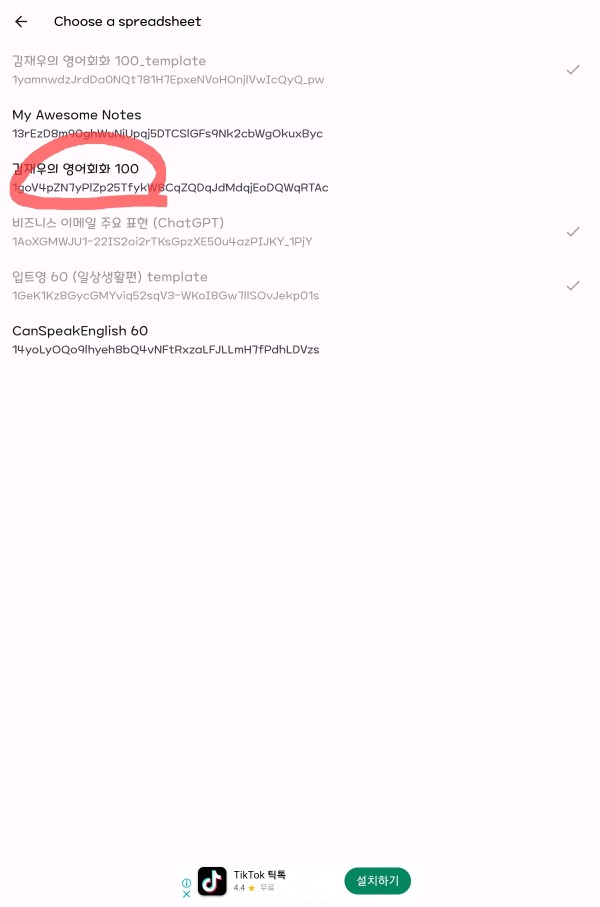 Choose a spreadsheet
김재우의 영어회화 100_template
1yamnwdzJrdDa0NQt781H7EpxeNVoHOnjlVwIcQyQ_pw
My Awesome Notes
13rEzD8m90ghWuNjUpqj5DTCSlGFs9Nk2cbWgOkuxByc
김재우의 영어회화 100
1goV4pZN7yPlZp25TfykW8CqZQDqJdMdqjEoDQWqRTAc
비즈니스 이메일 주요 표현 (ChatGPT)
1AoXGMWJU1-22IS2oi2rTKsGpzXE50u4azPIJKY_1PjY
입트영 60 (일상생활편) template
1GeK1Kz8GycGMYviq52sqV3-WKoI8Gw7llSOvJekp01s
CanSpeakEnglish 60
14yoLyOQo9lhyeh8bQ4vNFtRxzaLFJLLmH7fPdhLDVzs
TikTok 틱톡
4.4 ★ 무료
설치하기